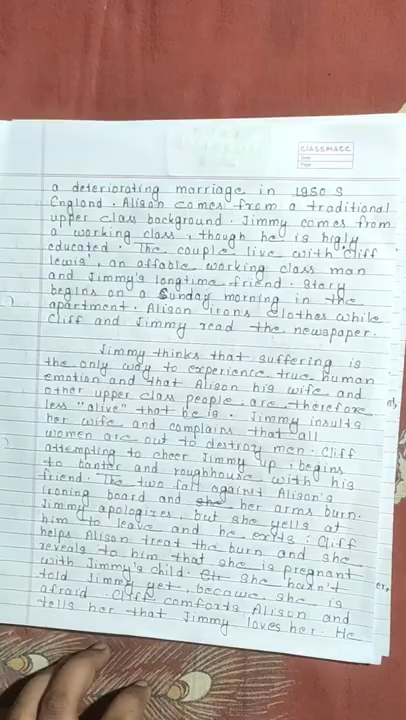 CLASSMATE
Date
Page
a deteriorating marriage in 1950 S
England. Alison comes from a traditional
upper class background. Jimmy comes from
a working class, though he is higly
educated. The couple live with Cliff
lewis', an affable working class man
and Jimmy's longtime friend. Story
begins on a Sunday morning in the
apartment. Alison irons clothes while
Cliff and Jimmy read the newspaper.
Jimmy thinks that suffering is
the only way to experience true human
emotion and that Alison his wife and
other upper class people, are therefore
less "alive" that he is. Jimmy insults
her wife and complains that all
women are out to destroy men. Cliff
attempting to cheer Jimmy up, begins
to banter and roughhouse with his
friend. The two fall against Alison's
Ironing board and she her arms burn.
Jimmy apologizes, but she yells at
him to leave and he exits. Cliff
helps Alison treat the burn and she
reveals to him that she is pregnant
with Jimmy's child. She hasn't
told Jimmy yet, because she is
afraid. Cliff comforts Alison and
tells her that Jimmy loves her. He